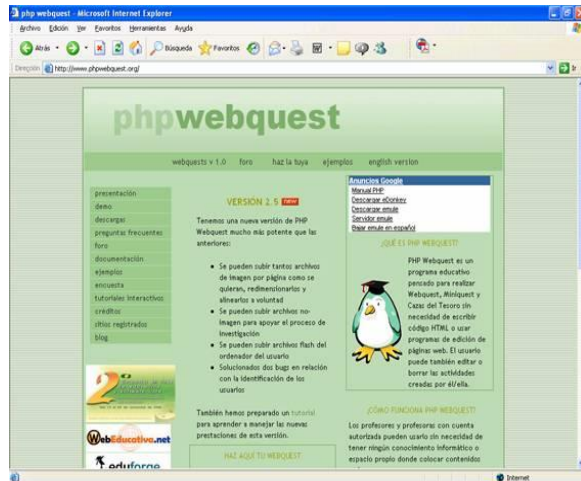 php webquest - Microsoft Internet Explorer
Archivo Edición Ver Favoritos Herramientas Ayuda
Atrás Búsqueda Favoritos
Dirección http://www.phpwebquest.org/ Ir
phpwebquest
webquests v 1.0 foro haz la tuya ejemplos english version
presentación
demo
descargar
preguntas frecuentes
foro
documentación
ejemplos
encuesta
tutoriales interactivos
créditos
sitios registrados
blog
WebEducativa.net
eduforge
VERSIÓN 2.5 new
Tenemos una nueva versión de PHP
Webquest mucho más potente que las
anteriores:
Se pueden subir tantos archivos
de imagen por página como se
quieran, redimensionarlos y
alinearlos a voluntad
Se pueden subir archivos no-
imagen para apoyar el proceso de
investigación
Se pueden subir archivos flash del
ordenador del usuario
Solucionados dos bugs en relación
con la identificación de los
usuarios
También hemos preparado un tutorial
para aprender a manejar las nuevas
prestaciones de esta versión.
HAZ AQUÍ TU WEBQUEST
Anuncios Google
Manual PHP
Descargar eDonkey
Descargar emule
Servidor emule
Bajar emule en español
¿QUÉ ES PHP WEBQUEST?
PHP Webquest es un
programa educativo
pensado para realizar
Webquest, Miniquest y
Cazas del Tesoro sin
necesidad de escribir
código HTML o usar
programas de edición de
páginas web. El usuario
puede también editar o
borrar las actividades
creadas por él/ella.
¿CÓMO FUNCIONA PHP WEBQUEST?
Los profesores y profesoras con cuenta
autorizada pueden usarlo sin necesidad de
tener ningún conocimiento informático o
espacio propio donde colocar contenidos
Internet